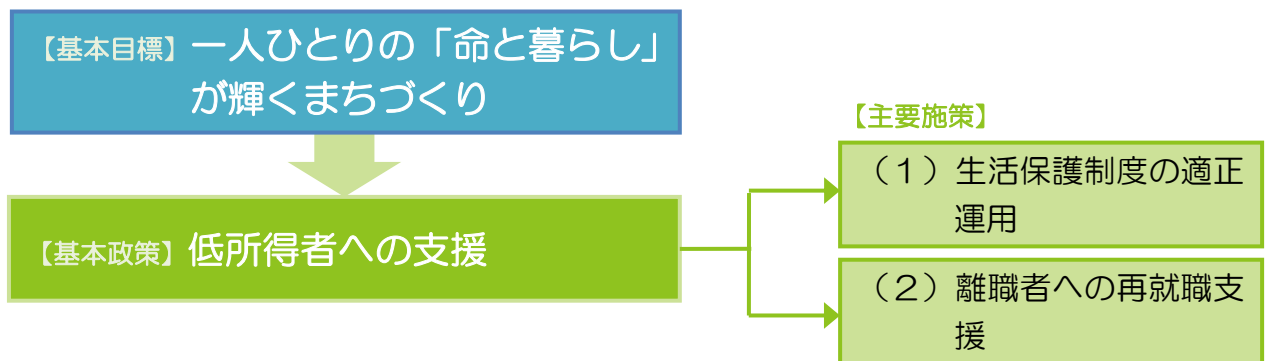 【基本目標】一人ひとりの「命と暮らし」
が輝くまちづくり
【基本政策】低所得者への支援
【主要施策】
（１）生活保護制度の適正
運用
（２）離職者への再就職支
援